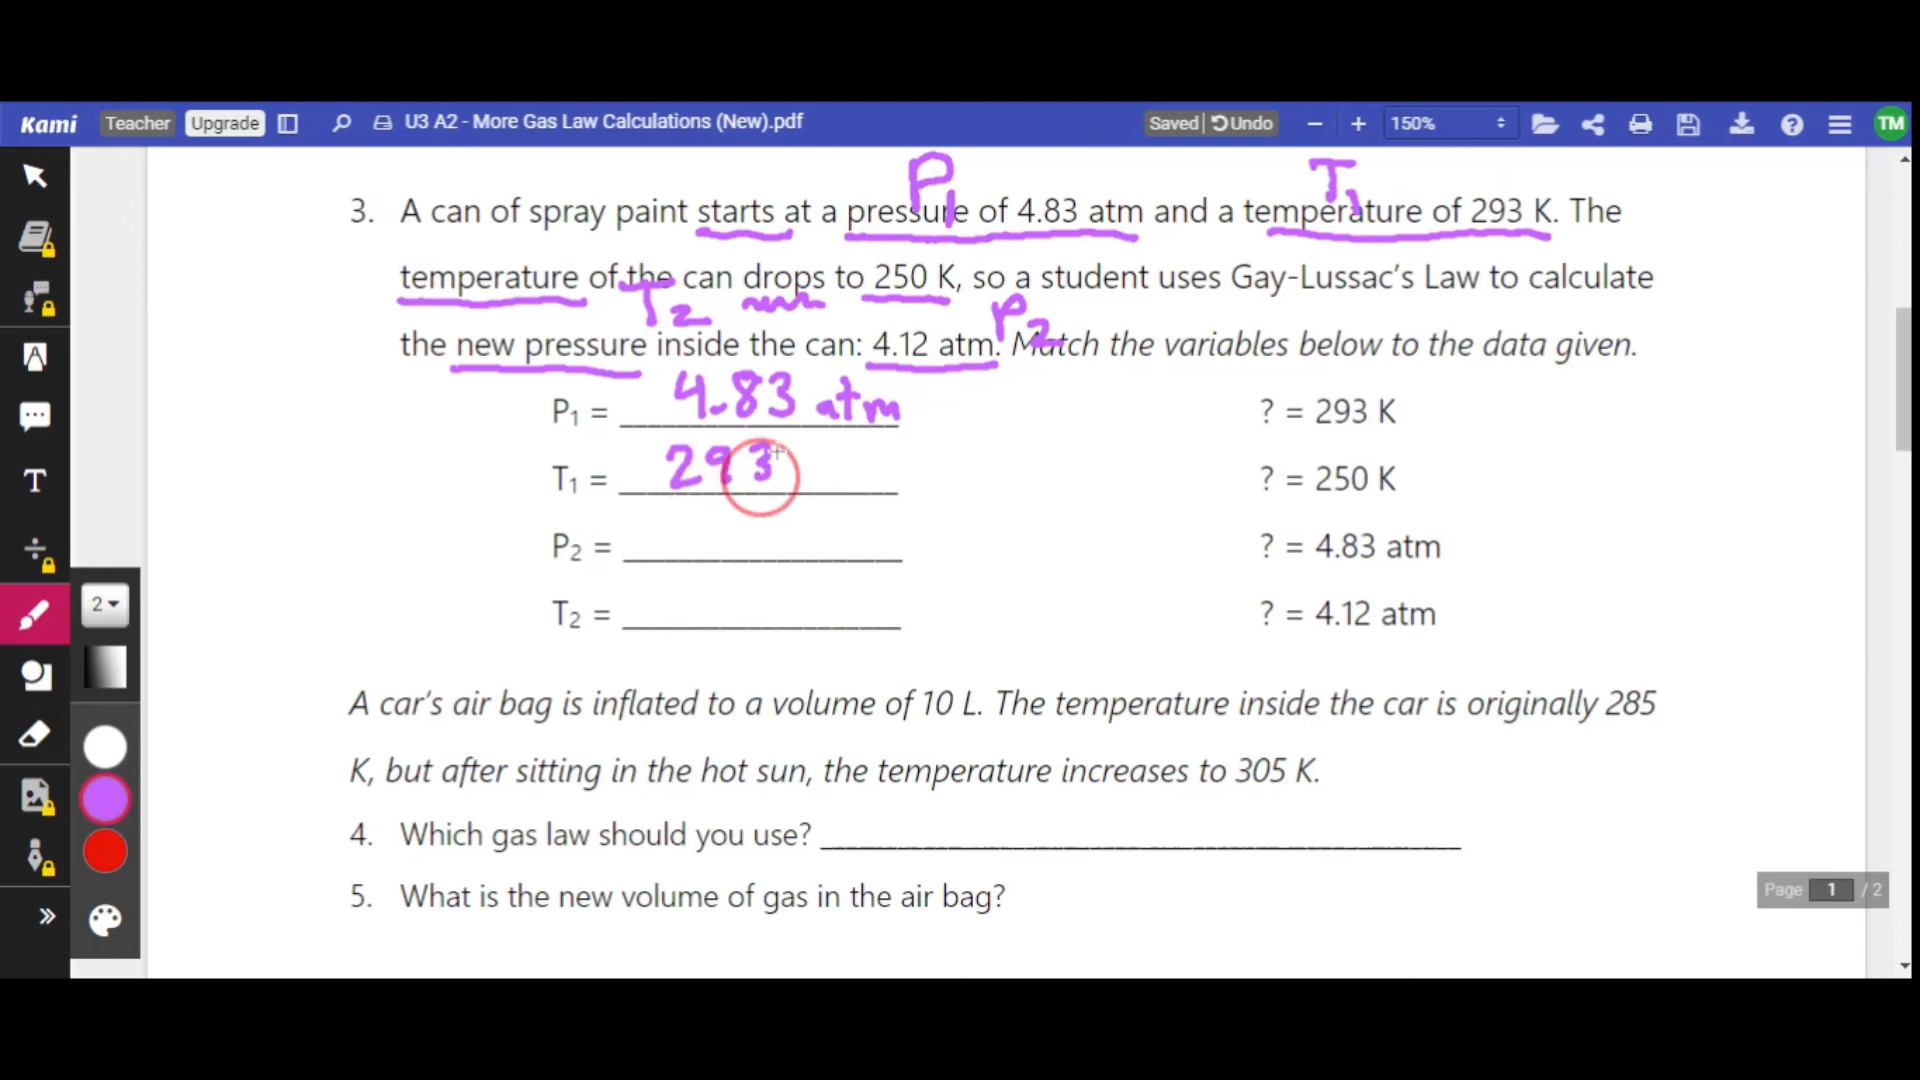 Kami Teacher Upgrade U3 A2 - More Gas Law Calculations (New).pdf Saved Undo 150% TM
P1 T1
3. A can of spray paint starts at a pressure of 4.83 atm and a temperature of 293 K. The
temperature of the can drops to 250 K, so a student uses Gay-Lussac’s Law to calculate
T2 P2
the new pressure inside the can: 4.12 atm. Match the variables below to the data given.
P1 = 4.83 atm ? = 293 K
T1 = 293 ? = 250 K
P2 = ? = 4.83 atm
T2 = ? = 4.12 atm
2
A car’s air bag is inflated to a volume of 10 L. The temperature inside the car is originally 285
K, but after sitting in the hot sun, the temperature increases to 305 K.
4. Which gas law should you use?
5. What is the new volume of gas in the air bag?
Page 1 / 2